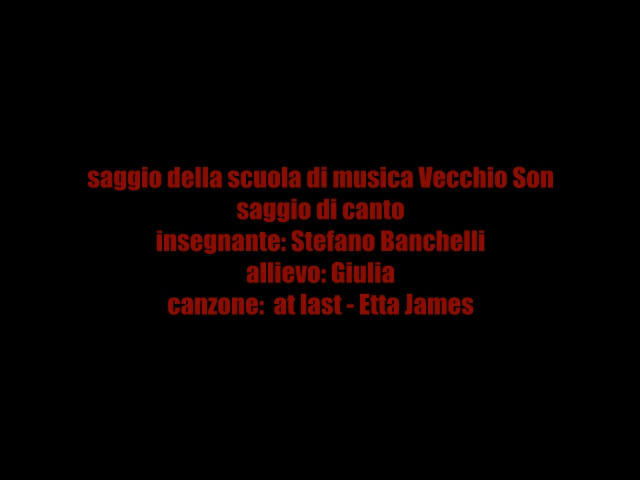 saggio della scuola di musica Vecchio Son
saggio di canto
insegnante: Stefano Banchelli
allievo: Giulia
canzone:  at last - Etta James